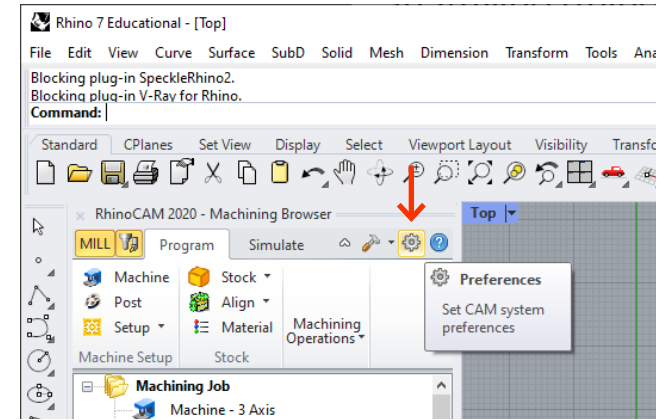 Rhino 7 Educational - [Top]
File Edit View Curve Surface SubD Solid Mesh Dimension Transform Tools Ana
Blocking plug-in SpeckleRhino2.
Blocking plug-in V-Ray for Rhino.
Command:
Standard CPlanes Set View Display Select Viewport Layout Visibility Transfo
RhinoCAM 2020 - Machining Browser
Top
MILL Program Simulate
Machine Stock
Post Align
Setup Material
Machining
Operations
Machine Setup Stock
Preferences
Set CAM system
preferences
Machining Job
Machine - 3 Axis